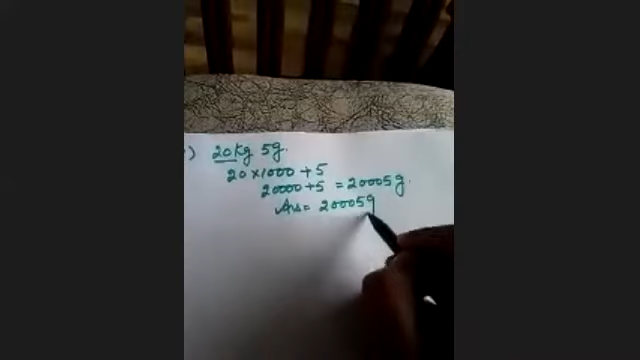 ) 20Kg 5g.
20 × 1000 + 5
20000 + 5 = 20005g.
Ans = 20005g